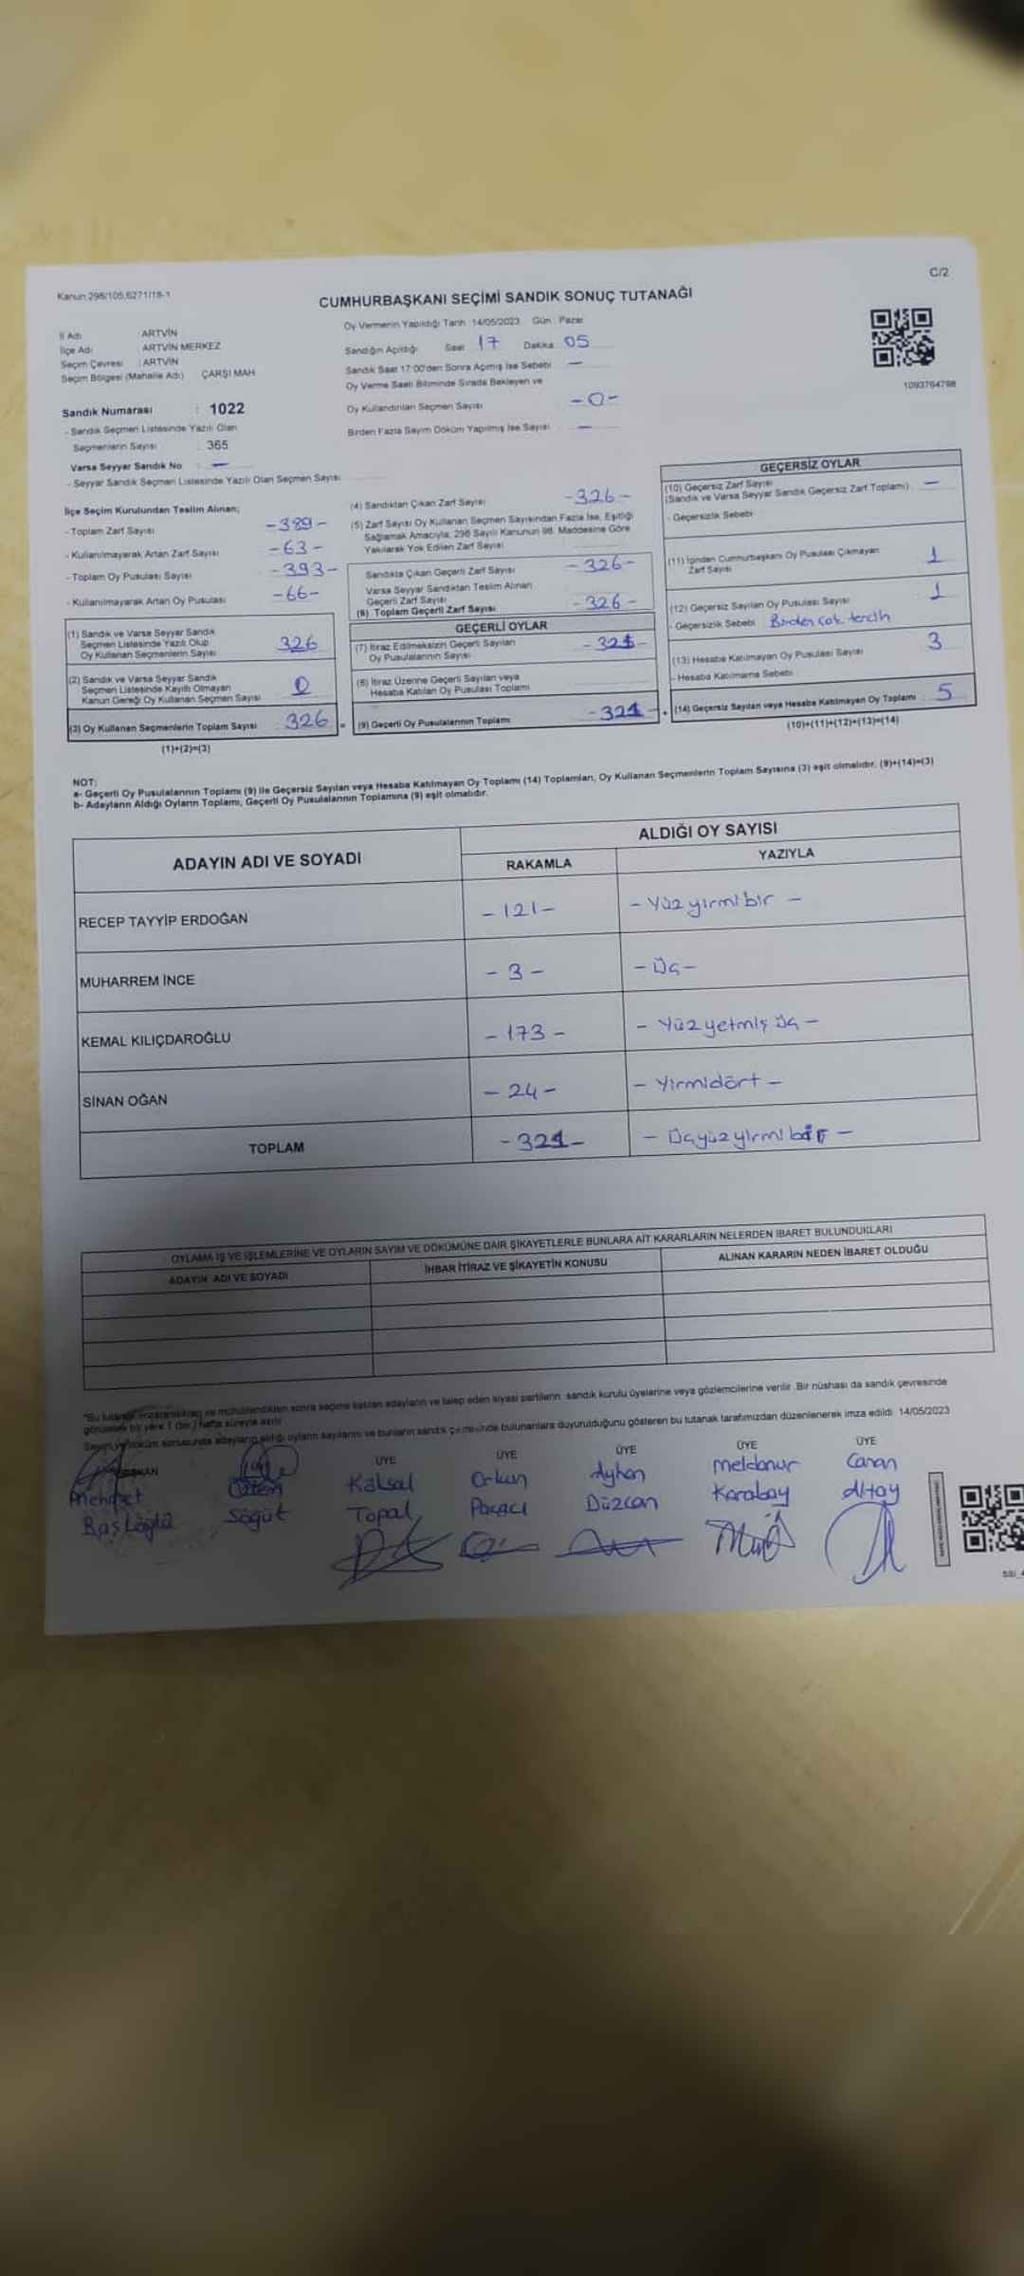 Kanun 298/105,6271/18-1
C/2
CUMHURBAŞKANI SEÇİMİ SANDIK SONUÇ TUTANAĞI
İl Adı : ARTVİN
İlçe Adı : ARTVİN MERKEZ
Seçim Çevresi : ARTVİN
Seçim Bölgesi (Mahalle Adı) ÇARŞI MAH
Sandık Numarası : 1022
- Sandık Seçmen Listesinde Yazılı Olan
Seçmenlerin Sayısı : 365
Varsa Seyyar Sandık No : —
- Seyyar Sandık Seçmen Listesinde Yazılı Olan Seçmen Sayısı
Oy Vermenin Yapıldığı Tarih :14/05/2023 Gün : Pazar
Sandığın Açıldığı Saat 17 Dakika 05
Sandık Saat 17:00'den Sonra Açılmış İse Sebebi —
Oy Verme Saati Bitiminde Sırada Bekleyen ve
Oy Kullandırılan Seçmen Sayısı -0-
Birden Fazla Sayım Döküm Yapılmış İse Sayısı —
1093764798
İlçe Seçim Kurulundan Teslim Alınan;
- Toplam Zarf Sayısı -389-
- Kullanılmayarak Artan Zarf Sayısı -63-
- Toplam Oy Pusulası Sayısı -393-
- Kullanılmayarak Artan Oy Pusulası -66-
(1) Sandık ve Varsa Seyyar Sandık
Seçmen Listesinde Yazılı Olup
Oy Kullanan Seçmenlerin Sayısı 326
(2) Sandık ve Varsa Seyyar Sandık
Seçmen Listesinde Kayıtlı Olmayan
Kanun Gereği Oy Kullanan Seçmen Sayısı 0
(3) Oy Kullanan Seçmenlerin Toplam Sayısı 326 =
(1)+(2)=(3)
(4) Sandıktan Çıkan Zarf Sayısı -326-
(5) Zarf Sayısı Oy Kullanan Seçmen Sayısından Fazla İse, Eşitliği
Sağlamak Amacıyla; 298 Sayılı Kanunun 98. Maddesine Göre
Yakılarak Yok Edilen Zarf Sayısı
Sandıkta Çıkan Geçerli Zarf Sayısı -326-
Varsa Seyyar Sandıktan Teslim Alınan
Geçerli Zarf Sayısı
(6) Toplam Geçerli Zarf Sayısı -326-
GEÇERLİ OYLAR
(7) İtiraz Edilmeksizin Geçerli Sayılan
Oy Pusulalarının Sayısı -321-
(8) İtiraz Üzerine Geçerli Sayılan veya
Hesaba Katılan Oy Pusulası Toplamı
(9) Geçerli Oy Pusulalarının Toplamı -321- +
GEÇERSİZ OYLAR
(10) Geçersiz Zarf Sayısı
(Sandık ve Varsa Seyyar Sandık Geçersiz Zarf Toplamı) —
- Geçersizlik Sebebi
(11) İçinden Cumhurbaşkanı Oy Pusulası Çıkmayan
Zarf Sayısı 1
(12) Geçersiz Sayılan Oy Pusulası Sayısı 1
- Geçersizlik Sebebi Birden çok tercih
(13) Hesaba Katılmayan Oy Pusulası Sayısı 3
- Hesaba Katılmama Sebebi
(14) Geçersiz Sayılan veya Hesaba Katılmayan Oy Toplamı 5
(10)+(11)+(12)+(13)=(14)
NOT:
a- Geçerli Oy Pusulalarının Toplamı (9) ile Geçersiz Sayılan veya Hesaba Katılmayan Oy Toplamı (14) Toplamları, Oy Kullanan Seçmenlerin Toplam Sayısına (3) eşit olmalıdır. (9)+(14)=(3)
b- Adayların Aldığı Oyların Toplamı, Geçerli Oy Pusulalarının Toplamına (9) eşit olmalıdır.
ADAYIN ADI VE SOYADI
ALDIĞI OY SAYISI
RAKAMLA YAZIYLA
RECEP TAYYİP ERDOĞAN -121- - Yüz yirmi bir -
MUHARREM İNCE -3- - Üç -
KEMAL KILIÇDAROĞLU -173- - Yüz yetmiş üç -
SİNAN OĞAN -24- - Yirmidört -
TOPLAM -321- - Üçyüz yirmi bir -
OYLAMA İŞ VE İŞLEMLERİNE VE OYLARIN SAYIM VE DÖKÜMÜNE DAİR ŞİKAYETLERLE BUNLARA AİT KARARLARIN NELERDEN İBARET BULUNDUKLARI
ADAYIN ADI VE SOYADI İHBAR İTİRAZ VE ŞİKAYETİN KONUSU ALINAN KARARIN NEDEN İBARET OLDUĞU
sonra seçime katılan adayların ve talep eden siyasi partilerin sandık kurulu üyelerine veya gözlemcilerine verilir. Bir nüshası da sandık çevresinde
bir yere 1 (bir) hafta süreyle asılır.
adayların aldığı oyların sayılarını ve bunların sandık çevresinde bulunanlara duyurulduğunu gösteren bu tutanak tarafımızdan düzenlenerek imza edildi. 14/05/2023
BAŞKAN ÜYE ÜYE ÜYE ÜYE ÜYE
Mehmet Köksal Orkun Ayhan Meldanur Canan
Söğüt Topal Düzcan Karabay Altay